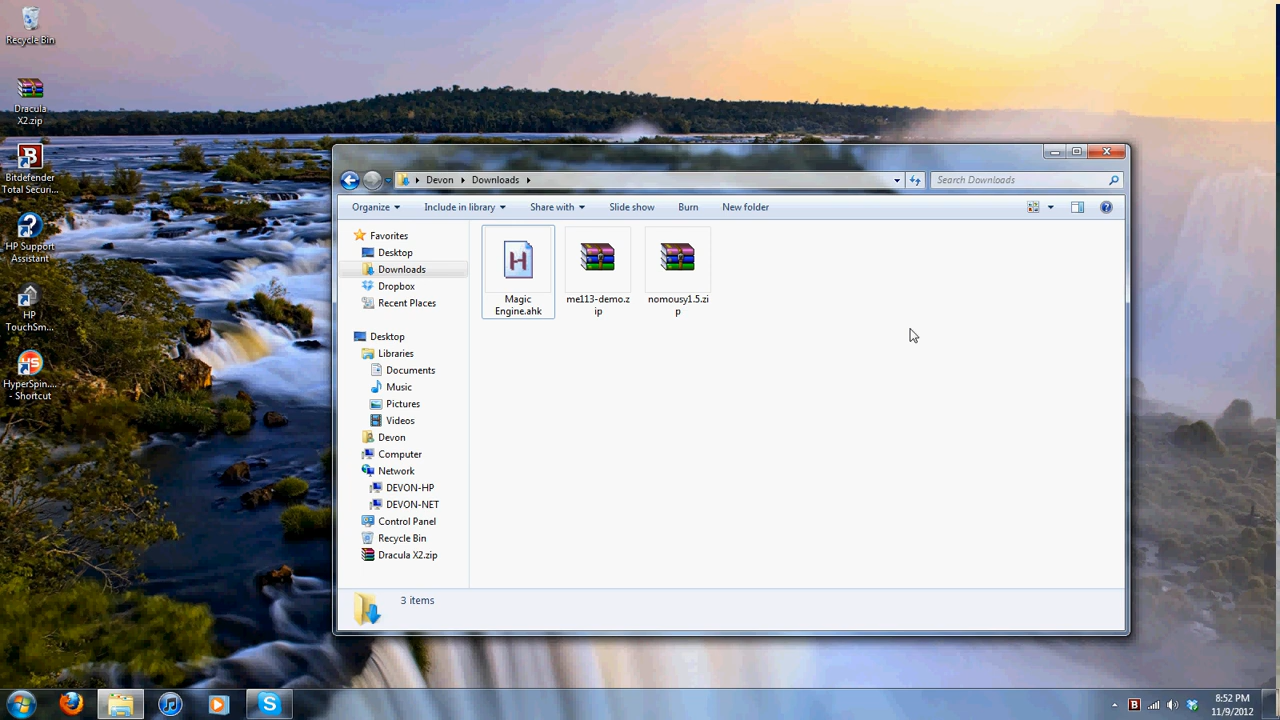 Recycle Bin
Dracula
X2.zip
Bitdefender
Total Securi...
HP Support
Assistant
HP
TouchSm...
HyperSpin....
- Shortcut
Devon
Downloads
Search Downloads
Organize
Include in library
Share with
Slide show
Burn
New folder
Favorites
Desktop
Downloads
Dropbox
Recent Places
Desktop
Libraries
Documents
Music
Pictures
Videos
Devon
Computer
Network
DEVON-HP
DEVON-NET
Control Panel
Recycle Bin
Dracula X2.zip
Magic
Engine.ahk
me113-demo.z
ip
nomousy1.5.zi
p
3 items
8:52 PM
11/9/2012